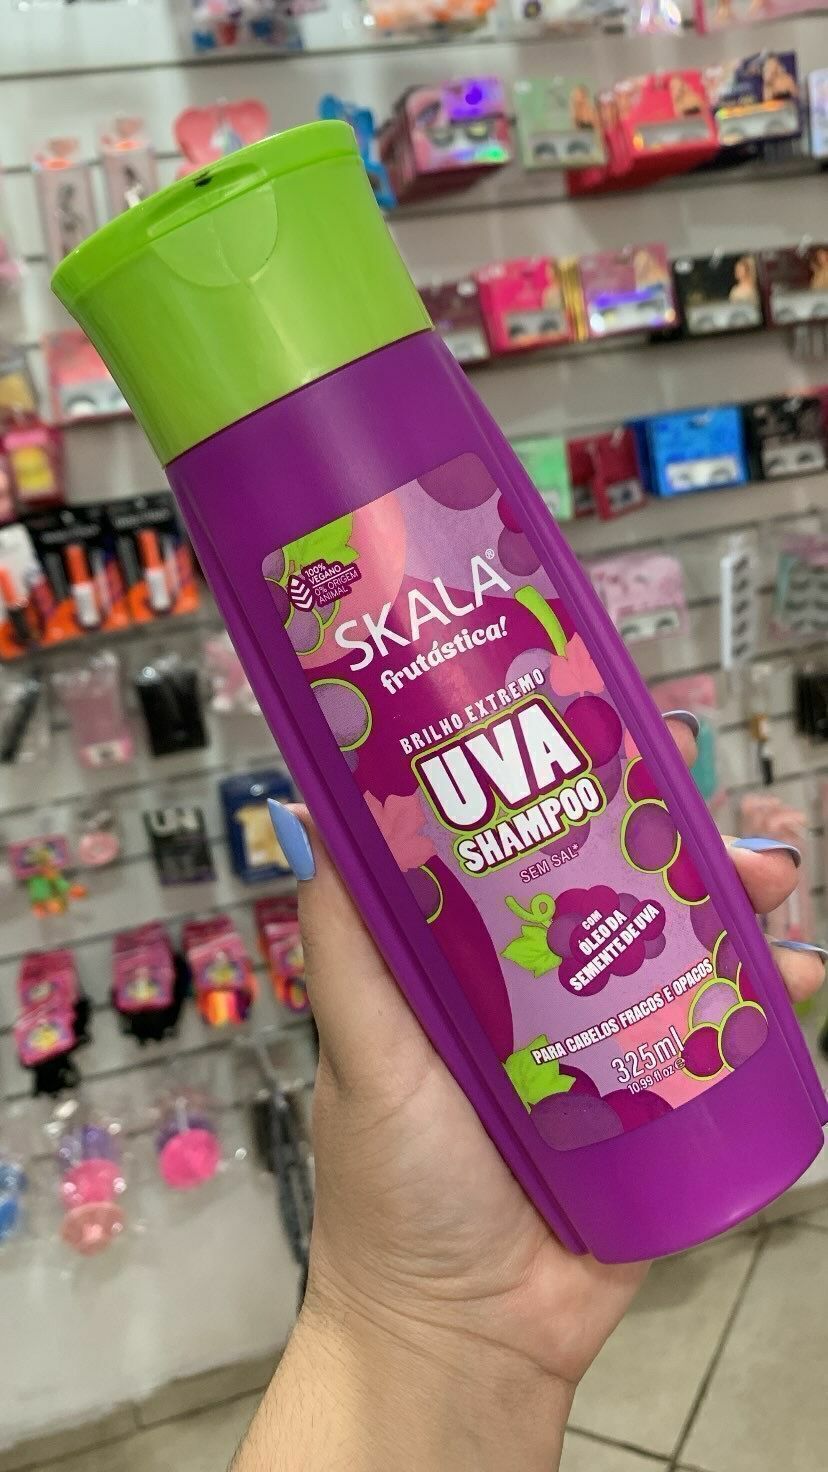 100%
VEGANO
0% ORIGEM
ANIMAL
SKALA®
frutástica!
BRILHO EXTREMO
UVA
SHAMPOO
SEM SAL*
COM
ÓLEO DA
SEMENTE DE UVA
PARA CABELOS FRACOS E OPACOS
325ml
10.99 fl oz e